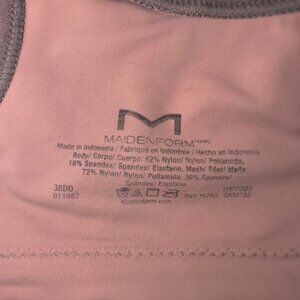 M
MAIDENFORM
Made in Indonesia / Fabriqué en Indonésie / Hecho en Indonesia
Body/ Corps/ Cuerpo: 82% Nylon/ Nylon/ Poliamida,
18% Spandex/ Spandex/ Elastano, Mesh/ Filet/ Malla:
72% Nylon/ Nylon/ Poliamida, 28% Spandex/
Spandex/ Elastano
38DD
Maidenform.com